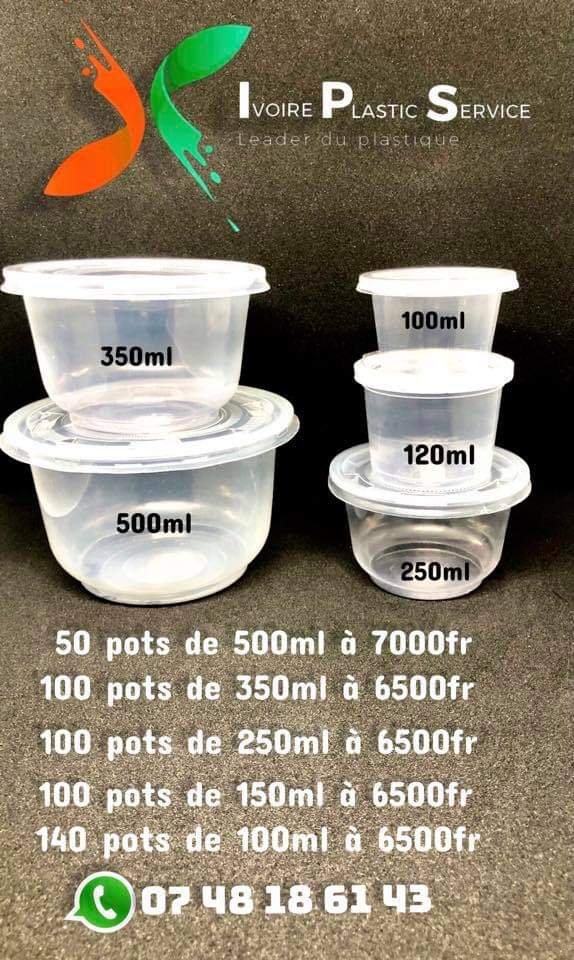 Ivoire Plastic Service
Leader du plastique
350ml
100ml
120ml
500ml
250ml
50 pots de 500ml à 7000fr
100 pots de 350ml à 6500fr
100 pots de 250ml à 6500fr
100 pots de 150ml à 6500fr
140 pots de 100ml à 6500fr
07 48 18 61 43